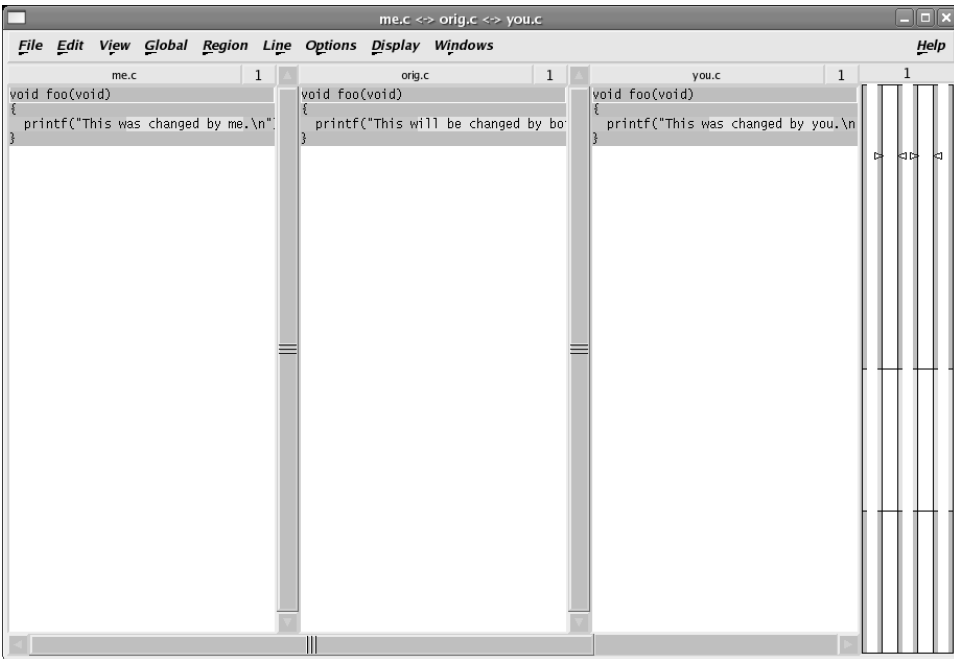 me.c <-> orig.c <-> you.c
File Edit View Global Region Line Options Display Windows Help
me.c 1 orig.c 1 you.c 1 1
void foo(void)
{
printf("This was changed by me.\n"
}
void foo(void)
{
printf("This will be changed by bo
}
void foo(void)
{
printf("This was changed by you.\n
}